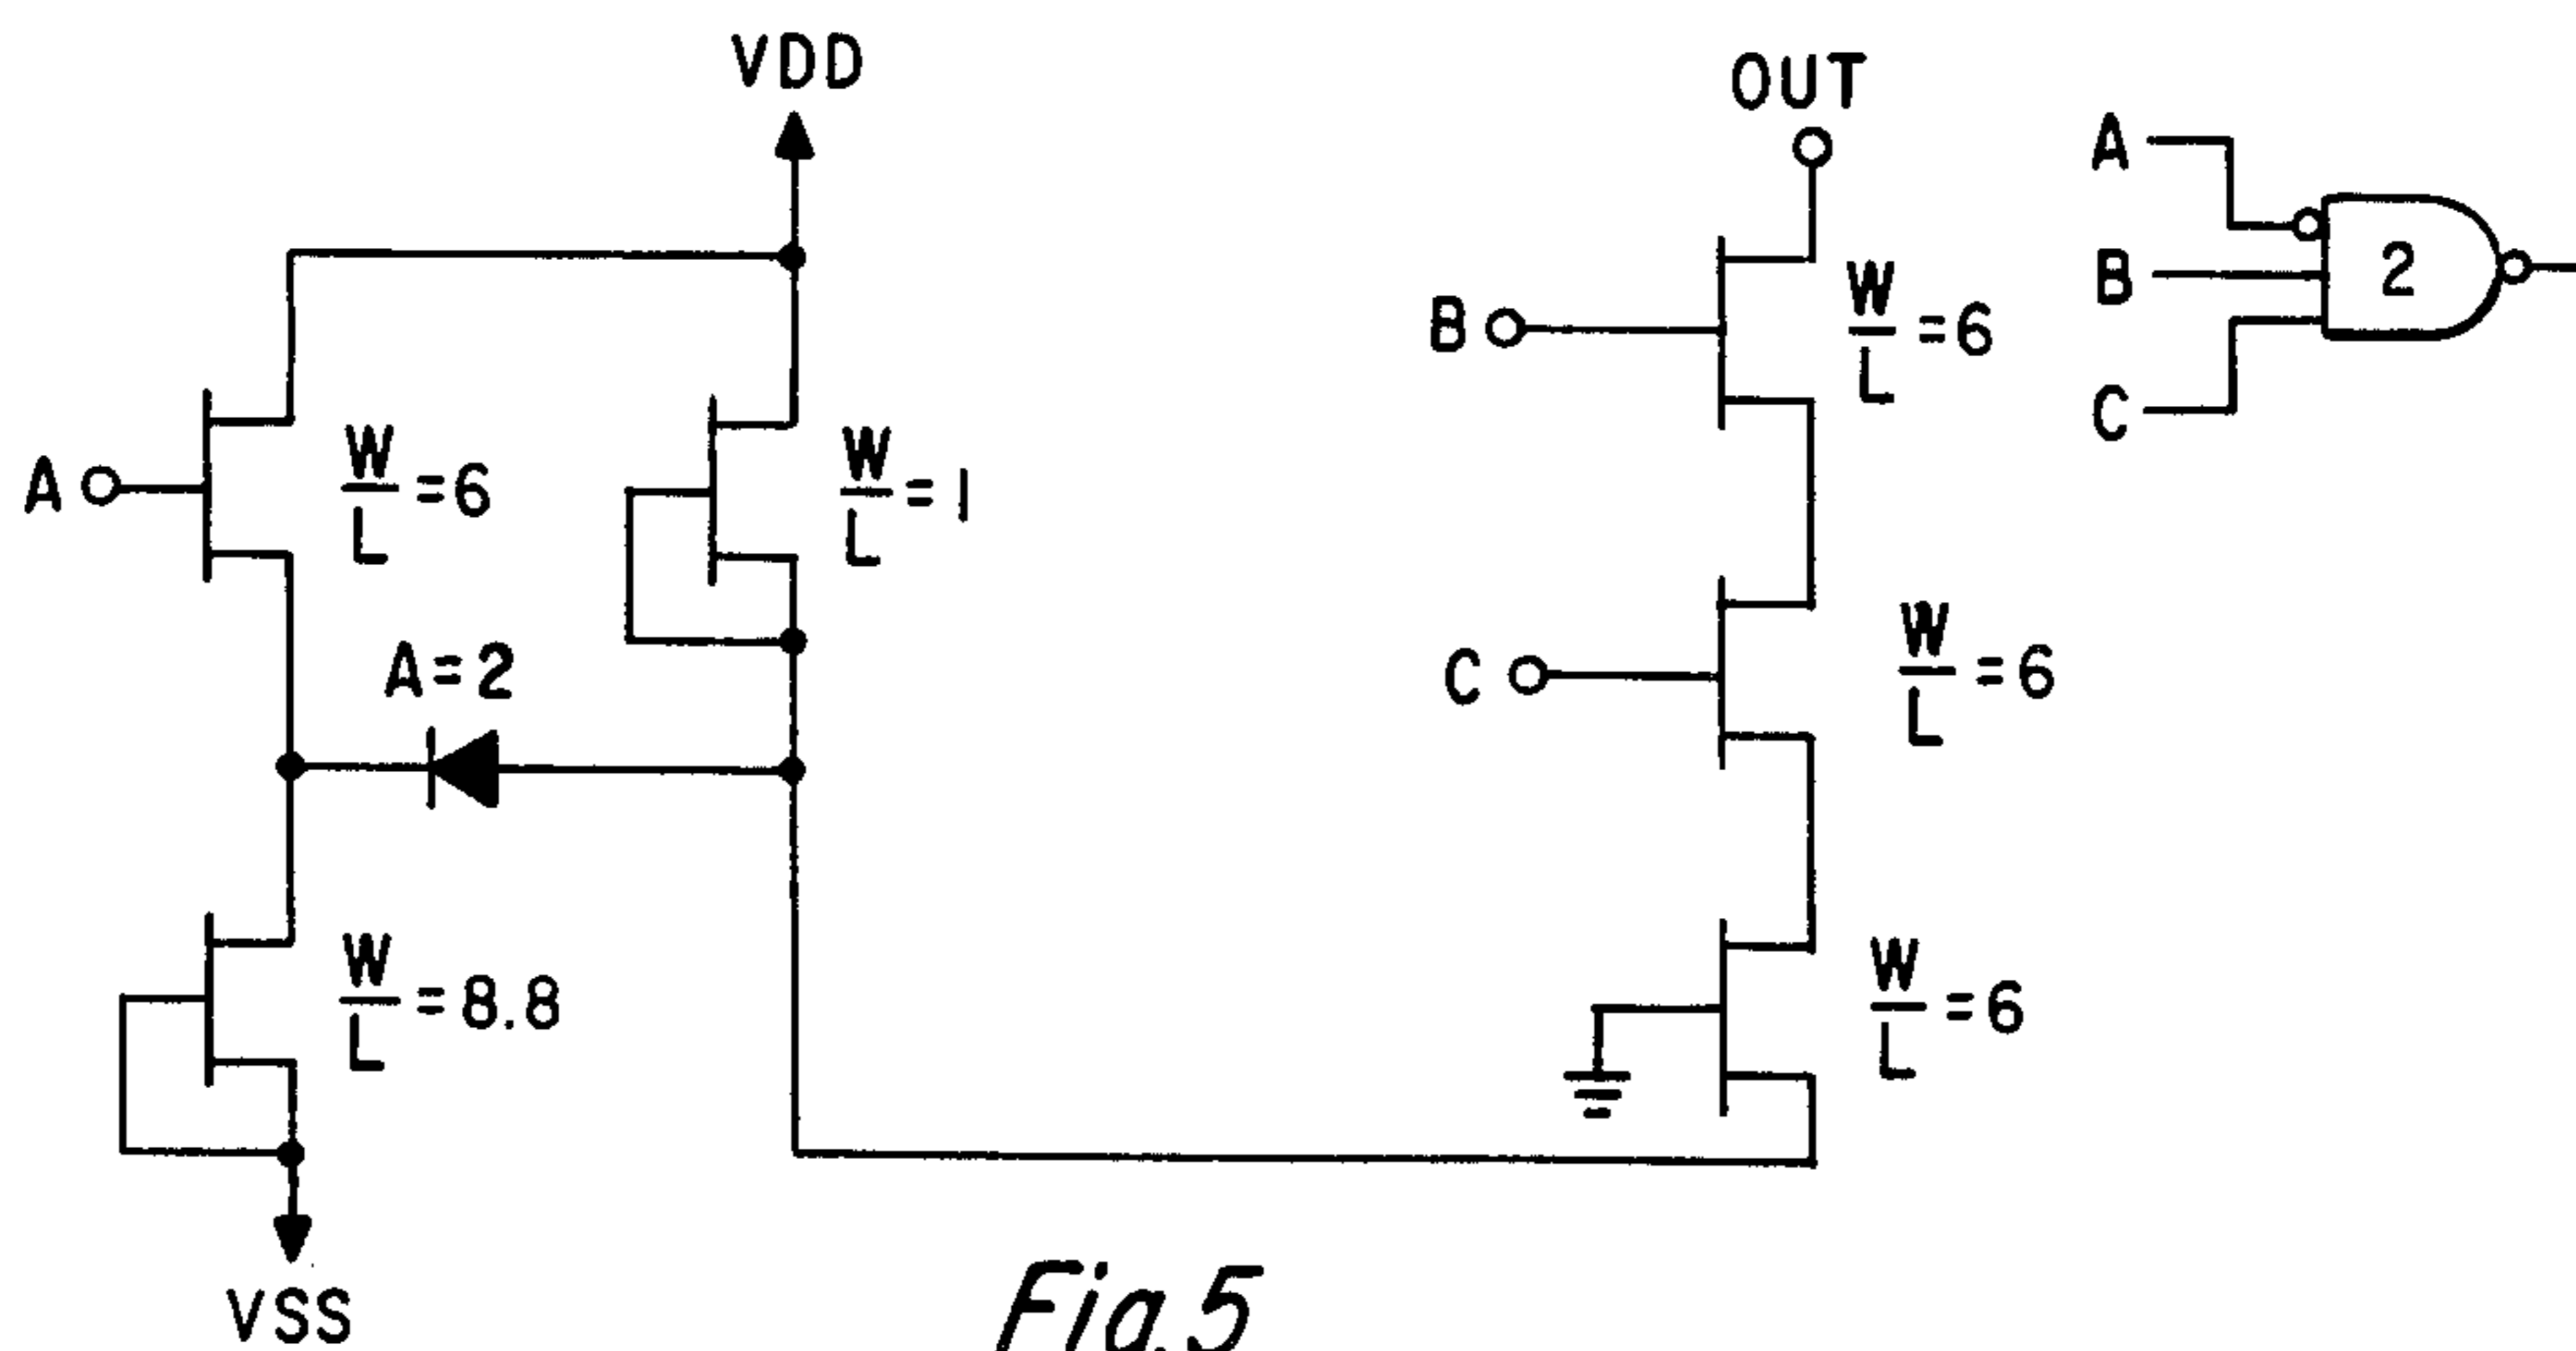 VDD
OUT
A
B
C
2
B
W/L =6
A
W/L =6
W/L =1
C
W/L =6
A=2
W/L =8.8
W/L =6
VSS
Fig.5